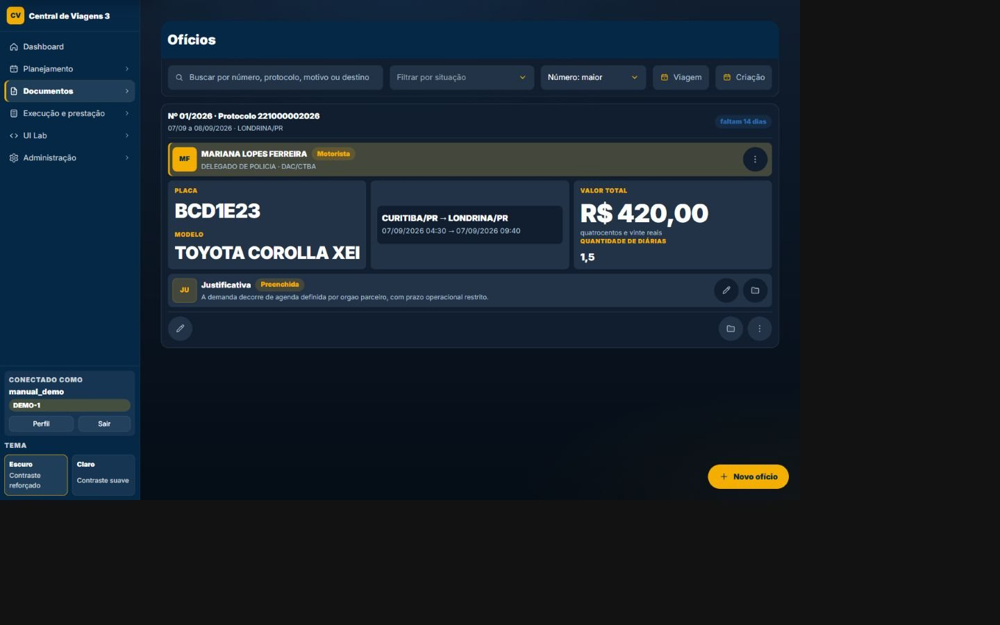 CV Central de Viagens 3
Dashboard
Planejamento
Documentos
Execução e prestação
UI Lab
Administração
CONECTADO COMO
manual_demo
DEMO-1
Perfil Sair
TEMA
Escuro
Contraste
reforçado
Claro
Contraste suave
Ofícios
Buscar por número, protocolo, motivo ou destino Filtrar por situação Número: maior Viagem Criação
Nº 01/2026 · Protocolo 221000002026
07/09 a 08/09/2026 · LONDRINA/PR
faltam 14 dias
MF MARIANA LOPES FERREIRA Motorista
DELEGADO DE POLICIA · DAC/CTBA
PLACA
BCD1E23
MODELO
TOYOTA COROLLA XEI
CURITIBA/PR → LONDRINA/PR
07/09/2026 04:30 → 07/09/2026 09:40
VALOR TOTAL
R$ 420,00
quatrocentos e vinte reais
QUANTIDADE DE DIÁRIAS
1,5
JU Justificativa Preenchida
A demanda decorre de agenda definida por orgao parceiro, com prazo operacional restrito.
+ Novo ofício